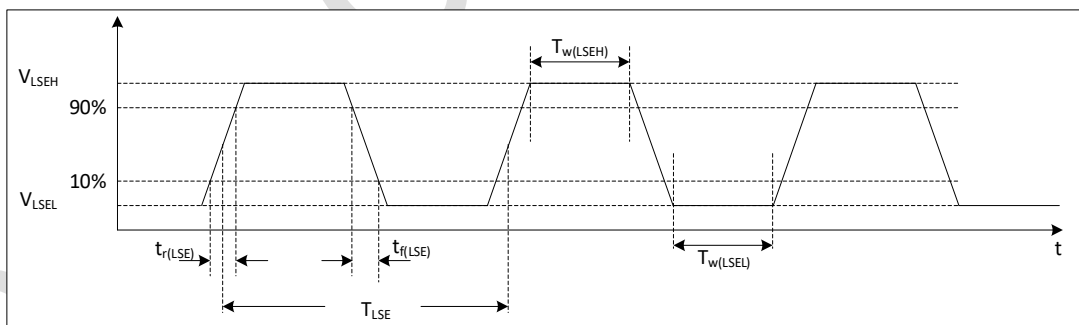 T_w(LSEH)
V_LSEH
90%
10%
V_LSEL
t_r(LSE)
t_f(LSE)
T_w(LSEL)
t
T_LSE